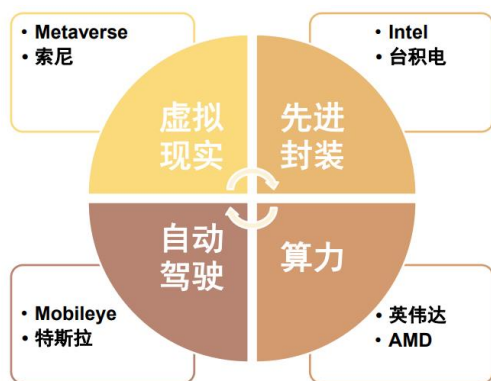 • Metaverse
• 索尼
• Intel
• 台积电
虚拟
现实
先进
封装
自动
驾驶
算力
• Mobileye
• 特斯拉
• 英伟达
• AMD